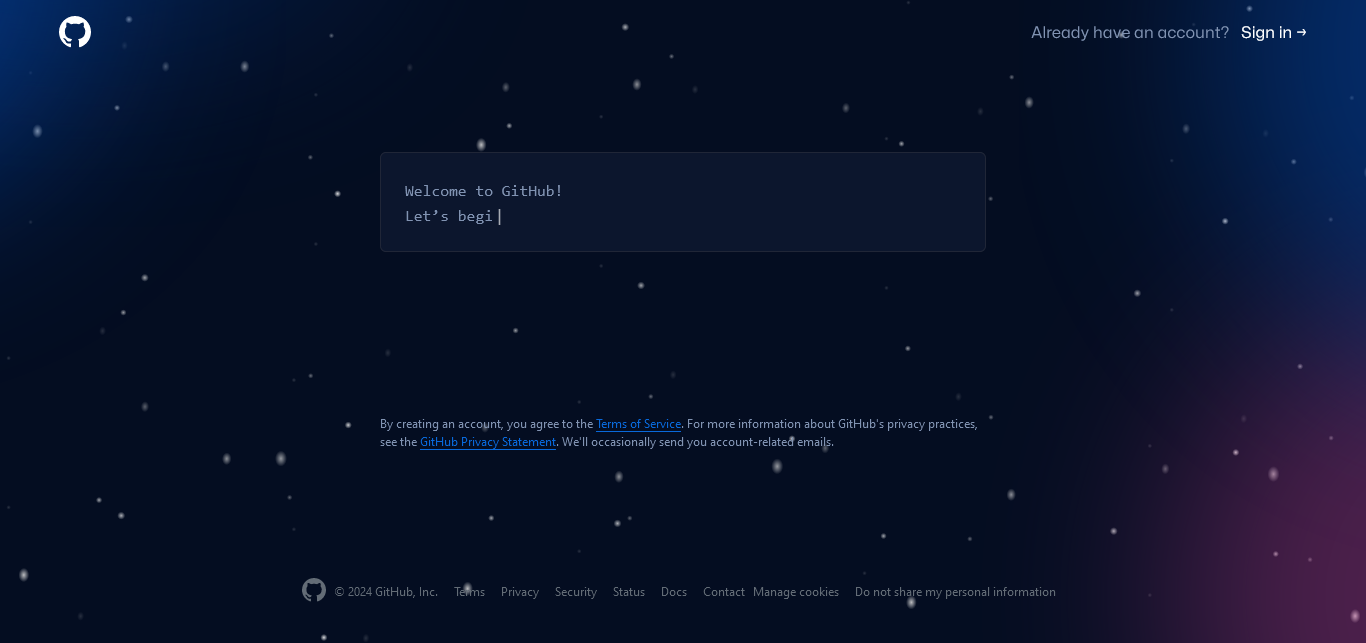 Already have an account? Sign in →
Welcome to GitHub!
Let’s begi
By creating an account, you agree to the Terms of Service. For more information about GitHub's privacy practices,
see the GitHub Privacy Statement. We'll occasionally send you account-related emails.
© 2024 GitHub, Inc. Terms Privacy Security Status Docs Contact Manage cookies Do not share my personal information